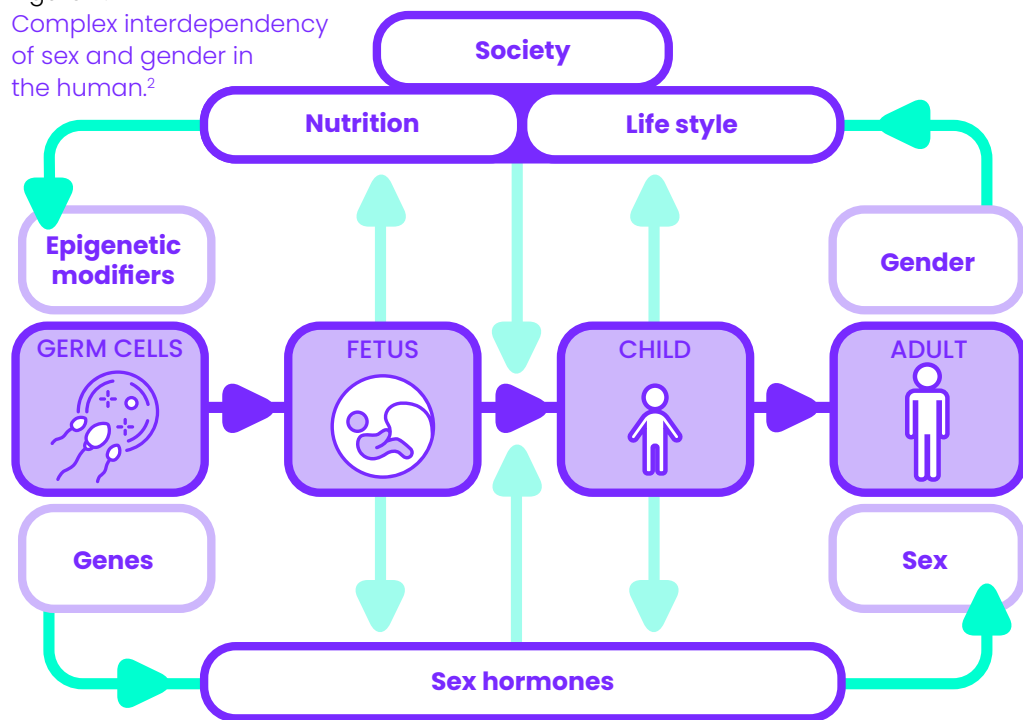 Complex interdependency
of sex and gender in
the human.²
Society
Nutrition
Life style
Epigenetic
modifiers
Gender
GERM CELLS
FETUS
CHILD
ADULT
Genes
Sex
Sex hormones